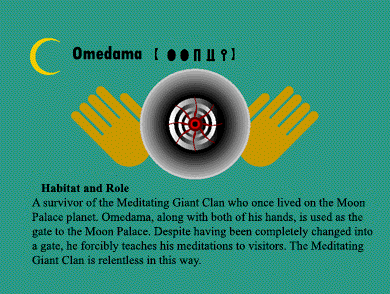 Omedama
Habitat and Role
A survivor of the Meditating Giant Clan who once lived on the Moon
Palace planet. Omedama, along with both of his hands, is used as the
gate to the Moon Palace. Despite having been completely changed into
a gate, he forcibly teaches his meditations to visitors. The Meditating
Giant Clan is relentless in this way.